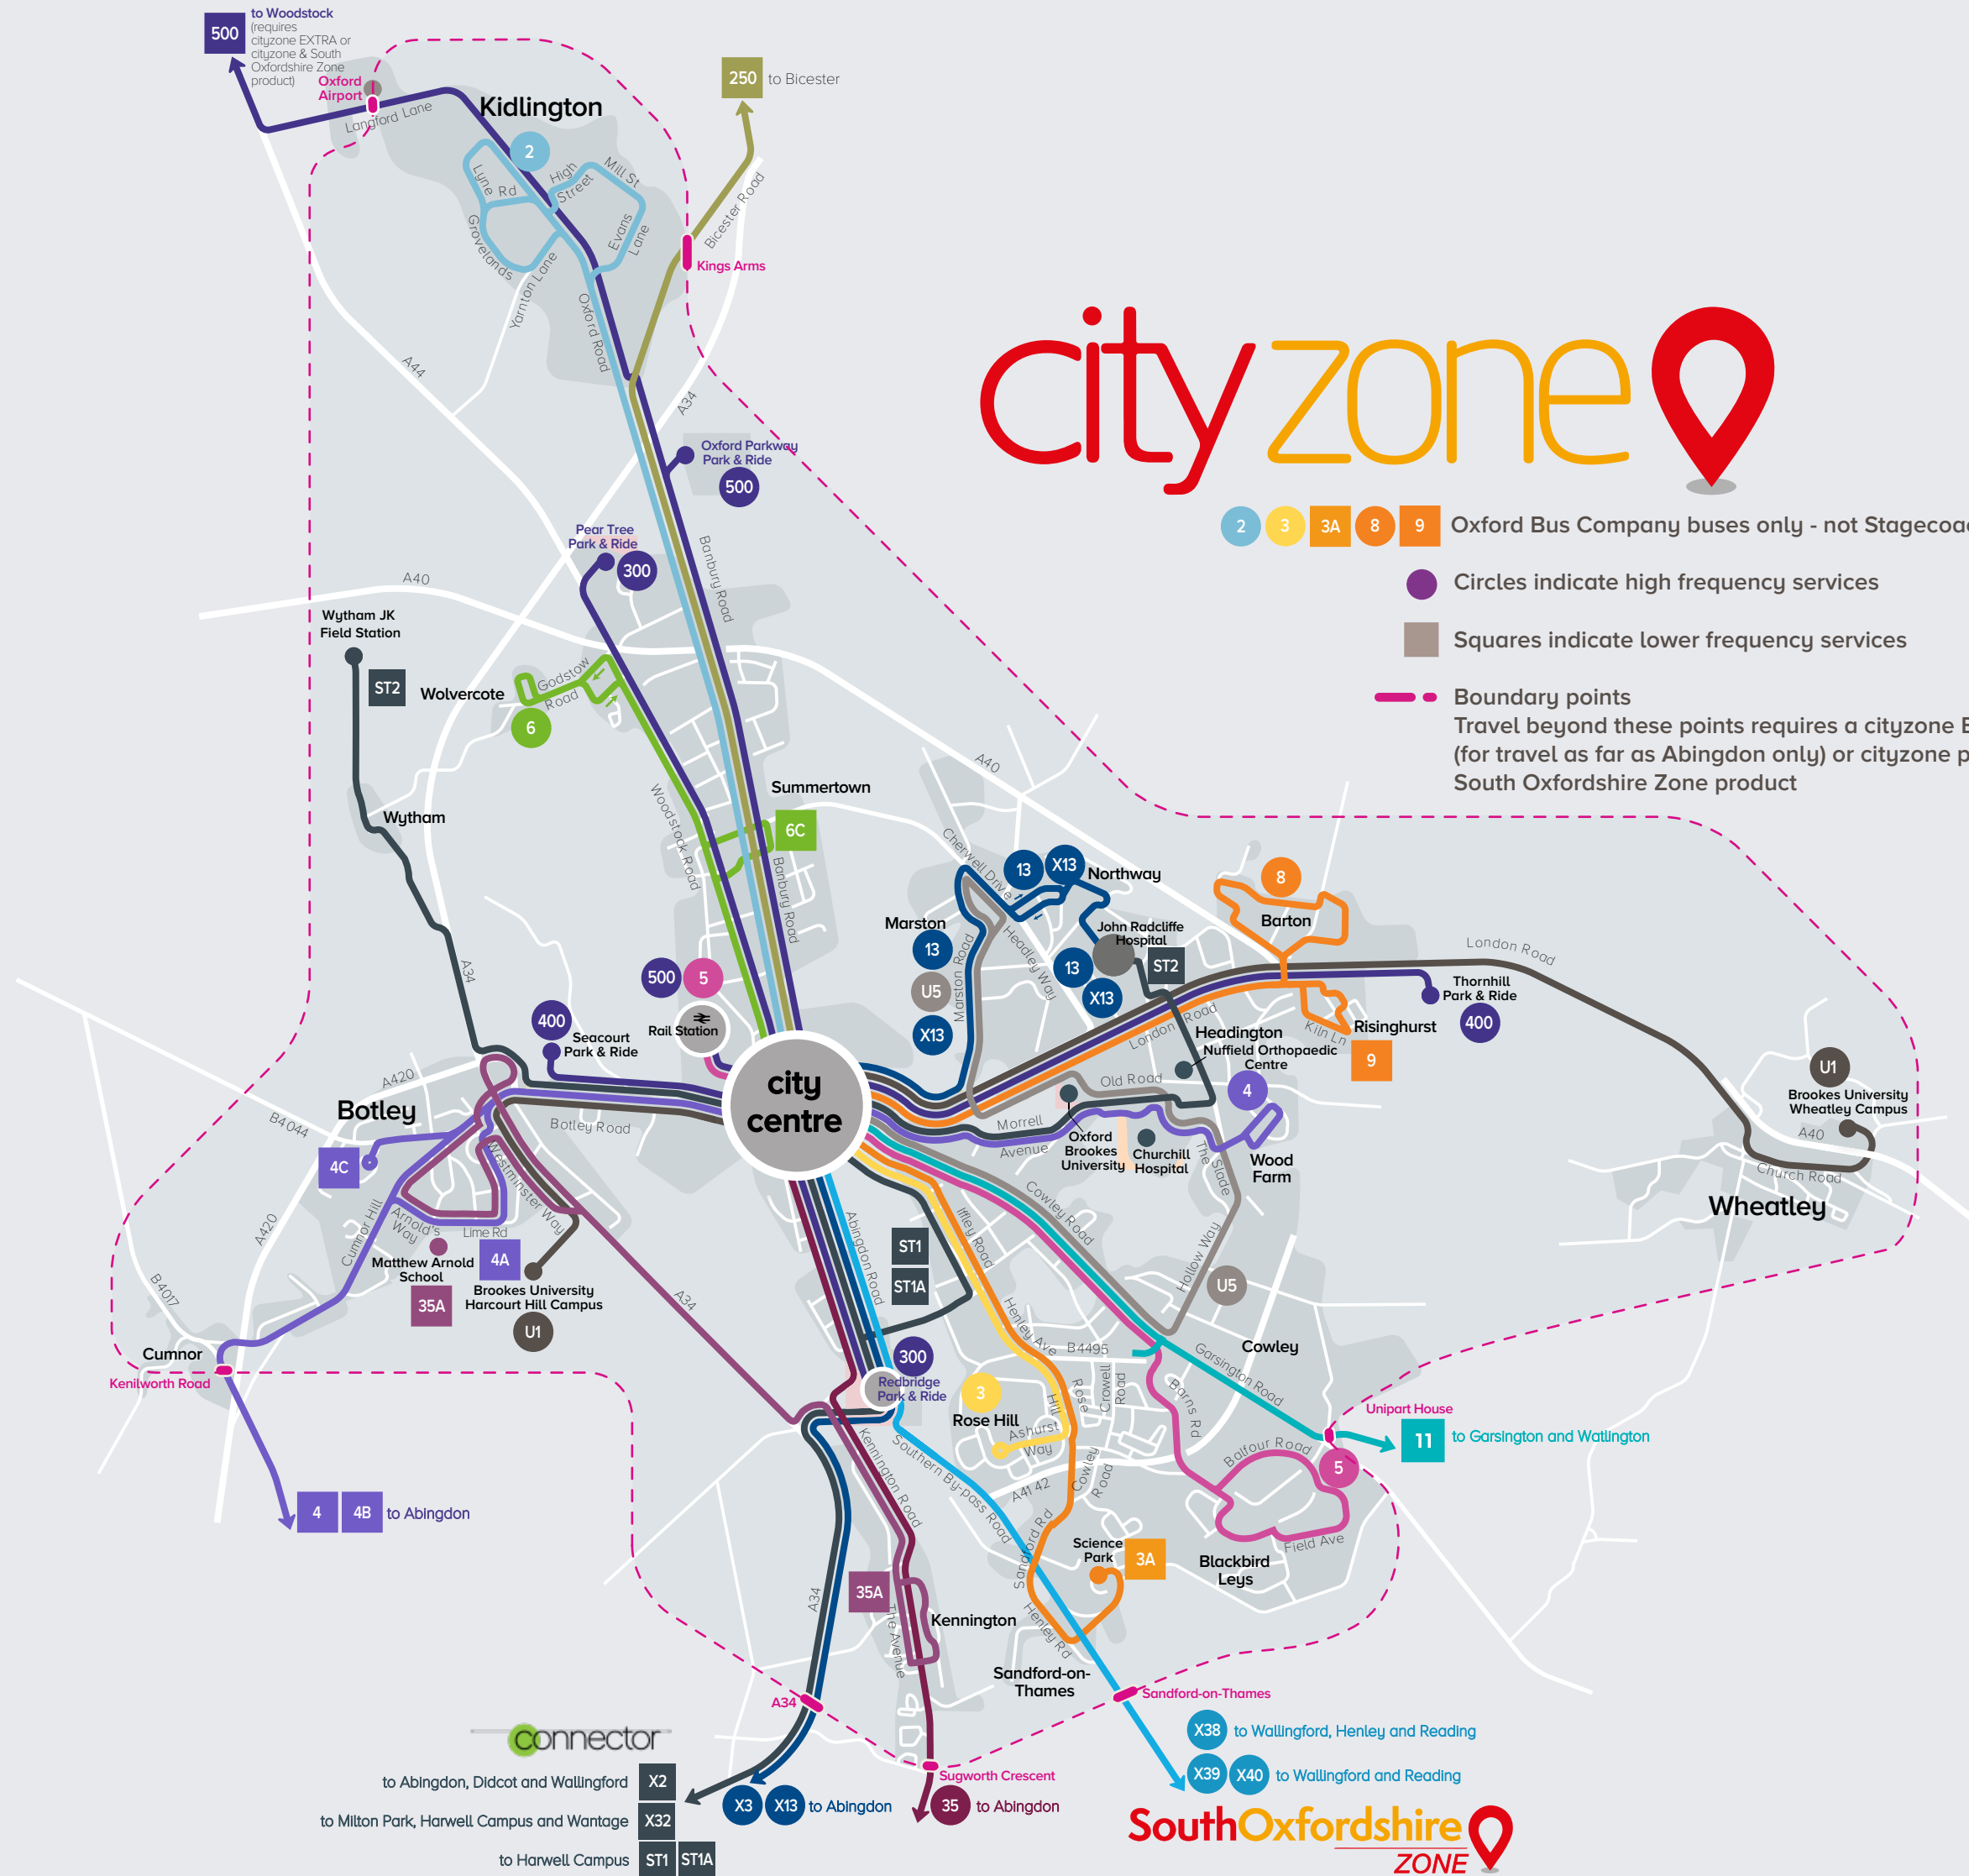 500
to Woodstock
(requires
cityzone EXTRA or
cityzone & South
Oxfordshire Zone
product)
Oxford
Airport
Langford Lane
Kidlington
2
250
to Bicester
Lyne Rd
High
Street
Mill St
Evans
Lane
Grovelands
Yarnton Lane
Oxford Road
Bicester Road
Kings Arms
A44
A34
city zone
Oxford Parkway
Park & Ride
500
2
3
3A
8
9
Oxford Bus Company buses only - not Stagecoa
Circles indicate high frequency services
Squares indicate lower frequency services
Boundary points
Travel beyond these points requires a cityzone E
(for travel as far as Abingdon only) or cityzone p
South Oxfordshire Zone product
Pear Tree
Park & Ride
300
Banbury Road
A40
Wytham JK
Field Station
ST2
Wolvercote
Godstow
Road
6
Wytham
Summertown
6C
Woodstock Road
Banbury Road
A40
Cherwell Drive
13
X13
Northway
Marston
13
U5
X13
Marston Road
Headley Way
John Radcliffe
Hospital
13
X13
ST2
8
Barton
London Road
Thornhill
Park & Ride
400
Risinghurst
Kiln Ln
9
London Road
Headington
Nuffield Orthopaedic
Centre
A34
500
5
Rail Station
400
Seacourt
Park & Ride
city
centre
A420
Botley
B4044
Botley Road
4C
Old Road
4
Morrell
Avenue
Oxford
Brookes
University
Churchill
Hospital
The Slade
Wood
Farm
U1
Brookes University
Wheatley Campus
A40
Church Road
Wheatley
Westminster Way
Arnold's
Way
Lime Rd
Cumnor Hill
A420
B4017
Matthew Arnold
School
35A
4A
Brookes University
Harcourt Hill Campus
U1
A34
Abingdon Road
ST1
ST1A
Iffley Road
Cowley Road
Hollow Way
U5
Cowley
Henley Ave
B4495
Garsington Road
Cumnor
Kenilworth Road
300
Redbridge
Park & Ride
3
Rose Hill
Ashurst
Way
Rose
Hill
Crowell
Road
Barns Rd
Unipart House
11
to Garsington and Watlington
Balfour Road
5
Field Ave
Blackbird
Leys
Cowley
Road
A4142
Kennington Road
Southern By-pass Road
Sandford Rd
Science
Park
3A
4
4B
to Abingdon
35A
A34
The Avenue
Kennington
Henley Rd
Sandford-on-
Thames
A34
Sandford-on-Thames
connector
X38
to Wallingford, Henley and Reading
X39
X40
to Wallingford and Reading
Sugworth Crescent
to Abingdon, Didcot and Wallingford
X2
X3
X13
to Abingdon
35
to Abingdon
to Milton Park, Harwell Campus and Wantage
X32
to Harwell Campus
ST1
ST1A
SouthOxfordshire
ZONE